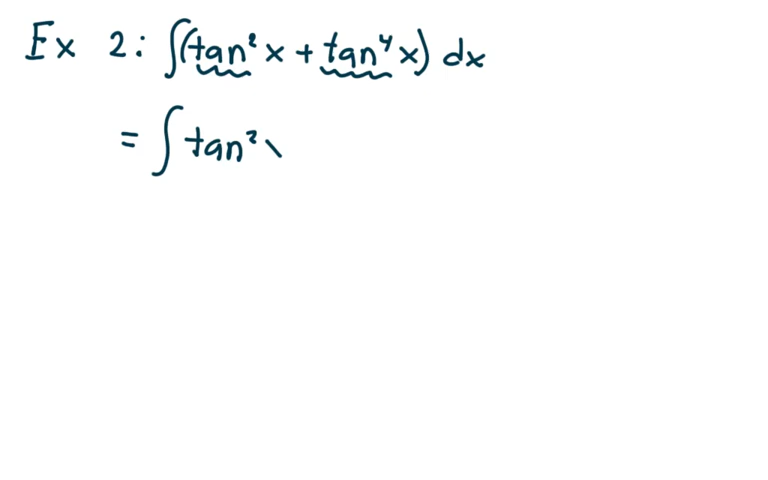 Ex 2: ∫(tan²x + tan⁴x) dx
= ∫ tan²